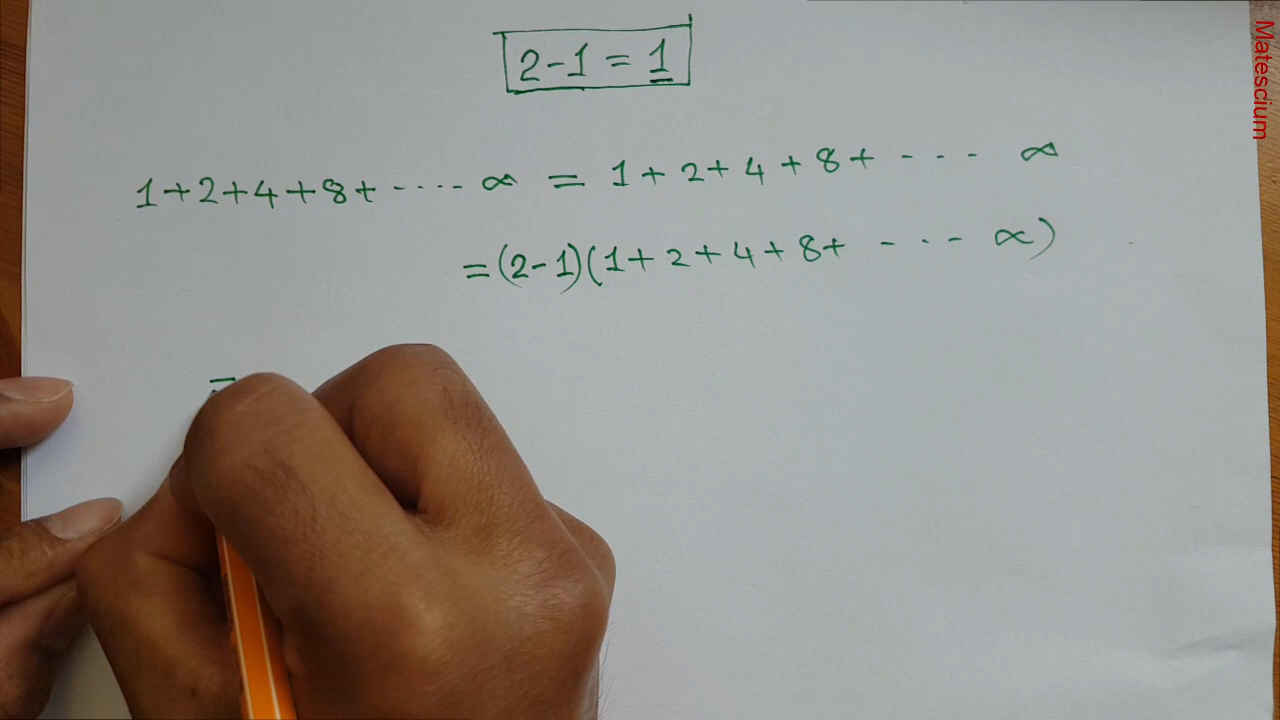 2-1 = 1
1+2+4+8+ ---- ∞ = 1+2+4+8+ --- ∞
=(2-1)(1+2+4+8+ --- ∞)
=
Matescium